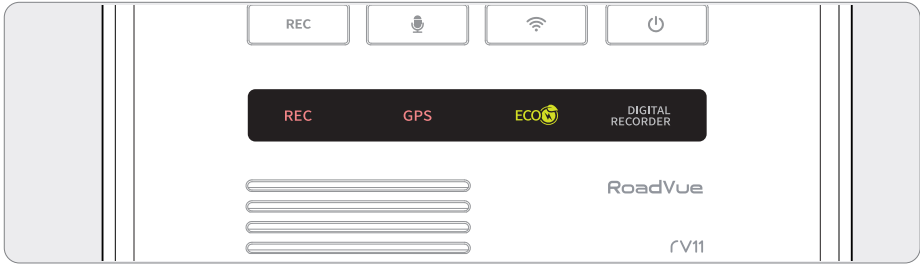 REC
REC GPS ECO DIGITAL
RECORDER
RoadVue
rv11